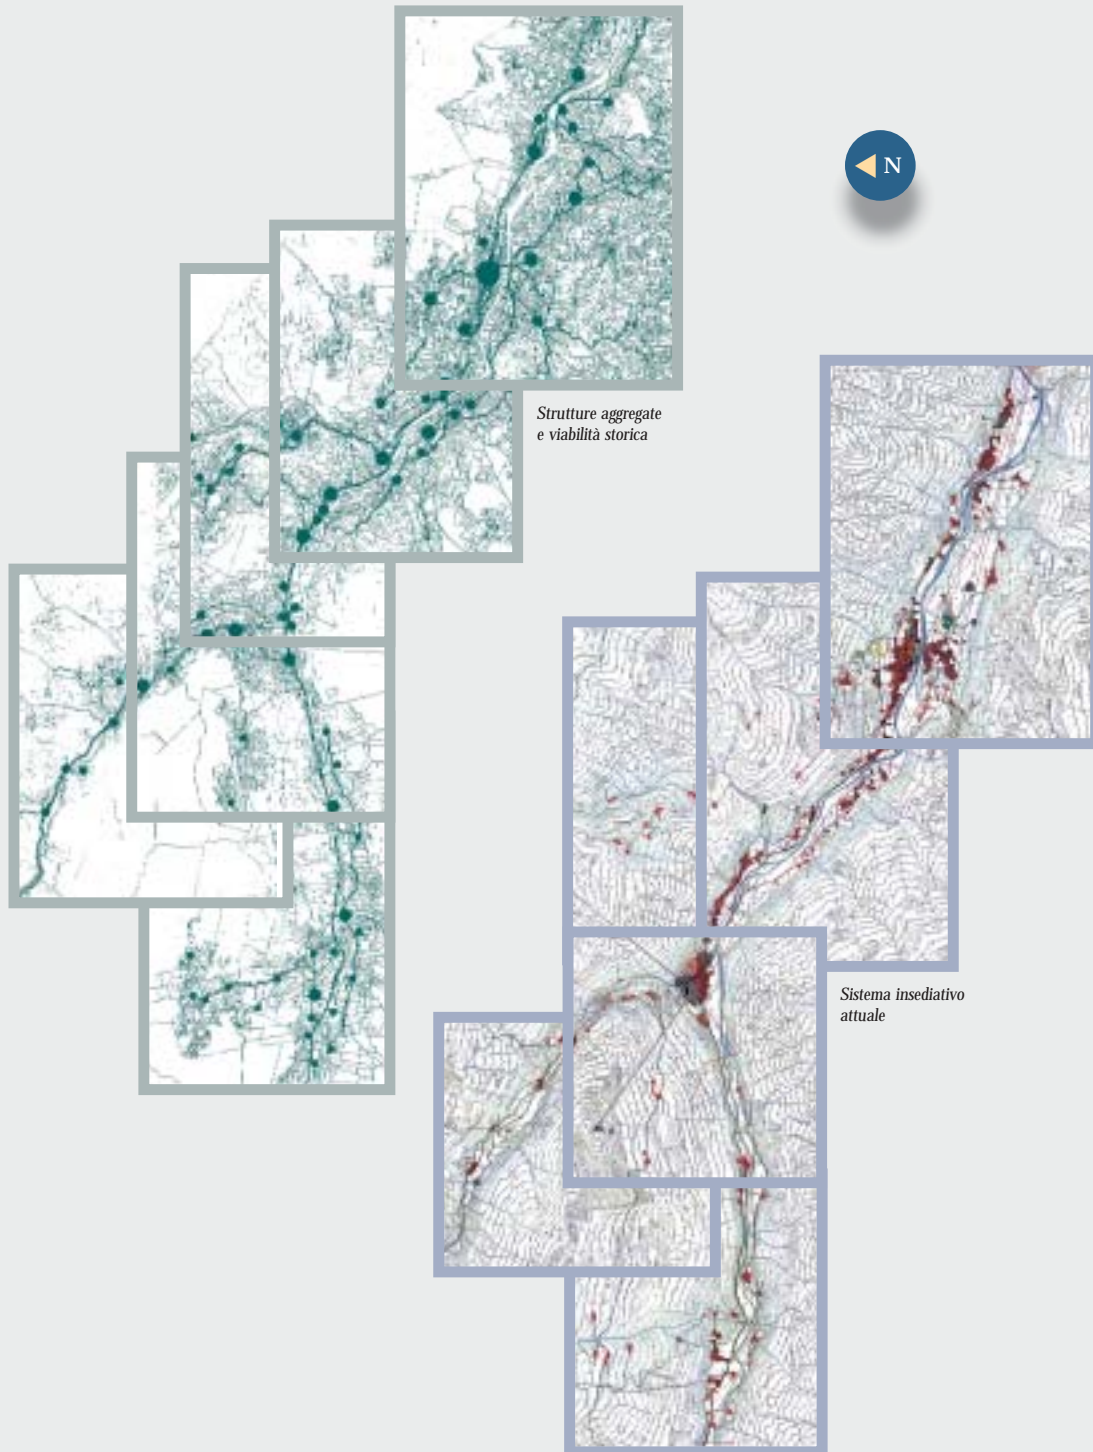 N
Strutture aggregate
e viabilità storica
Sistema insediativo
attuale